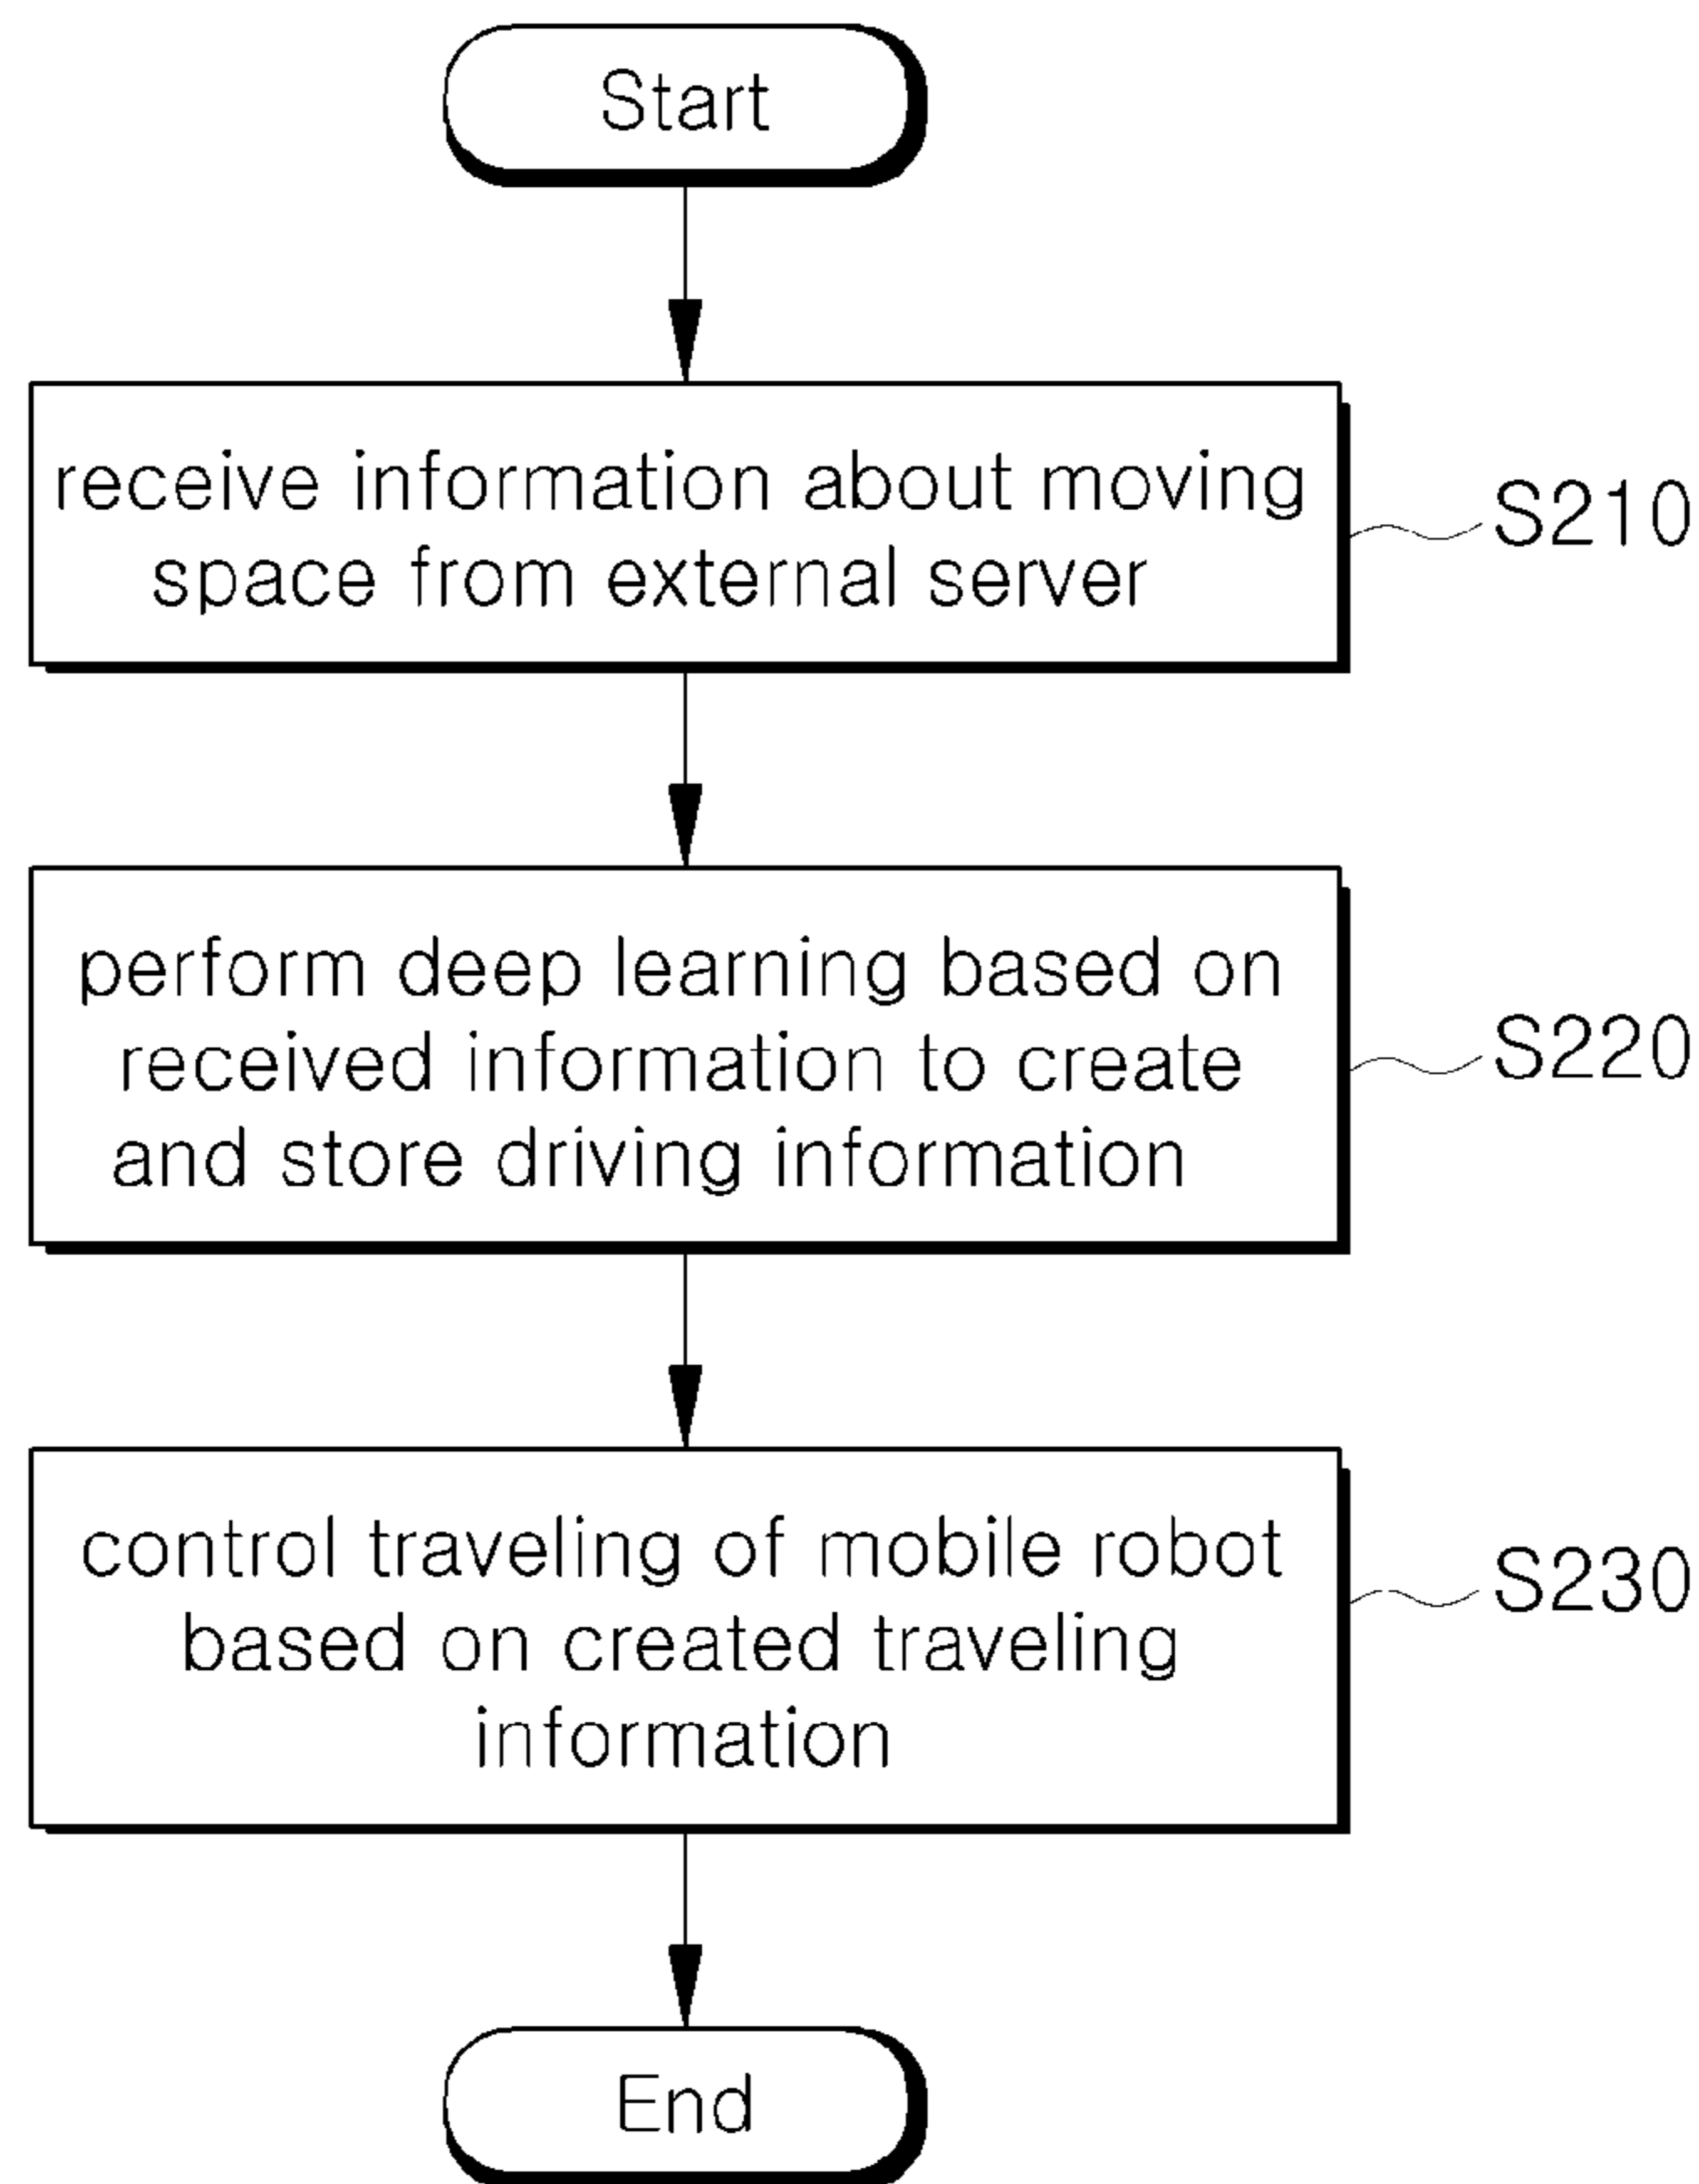 Start
receive information about moving
space from external server
S210
perform deep learning based on
received information to create
and store driving information
S220
control traveling of mobile robot
based on created traveling
information
S230
End